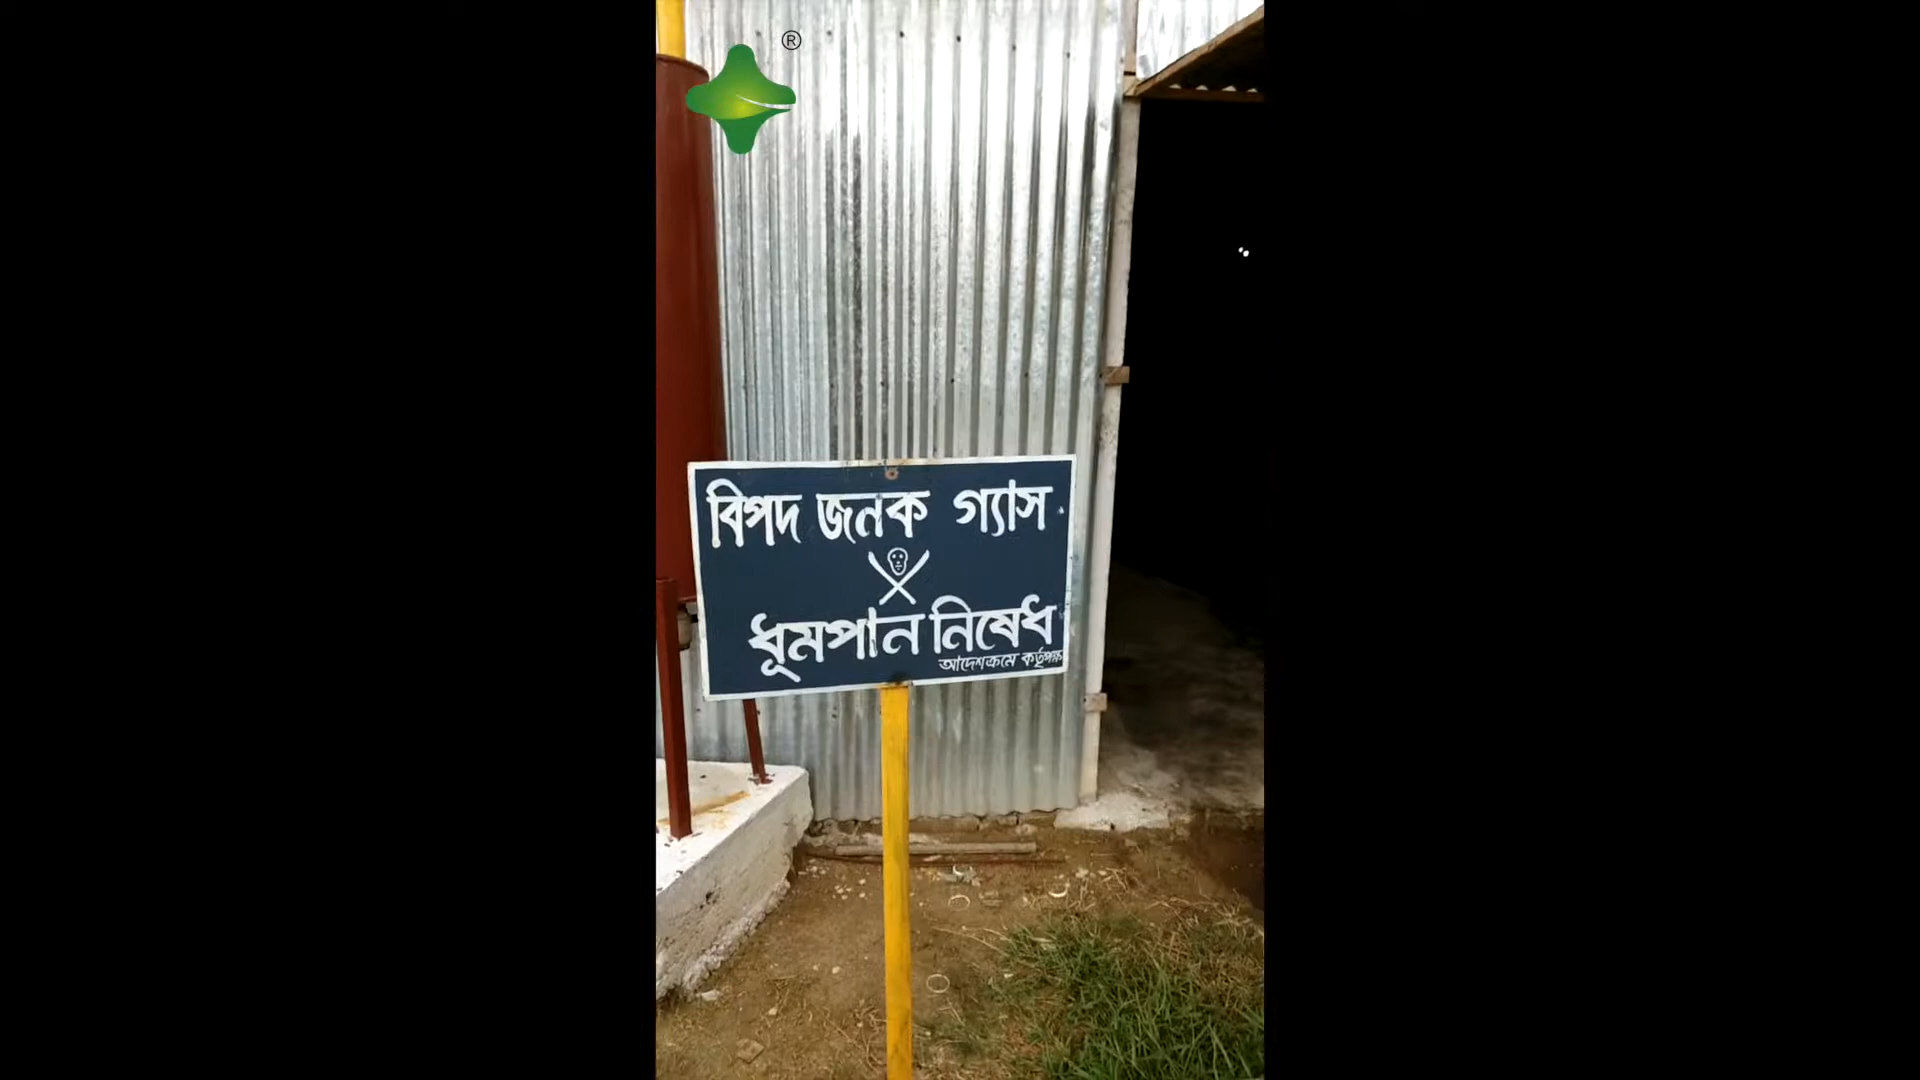 ®
বিপদ জনক গ্যাস
ধূমপান নিষেধ
আদেশক্রমে কর্তৃপক্ষ